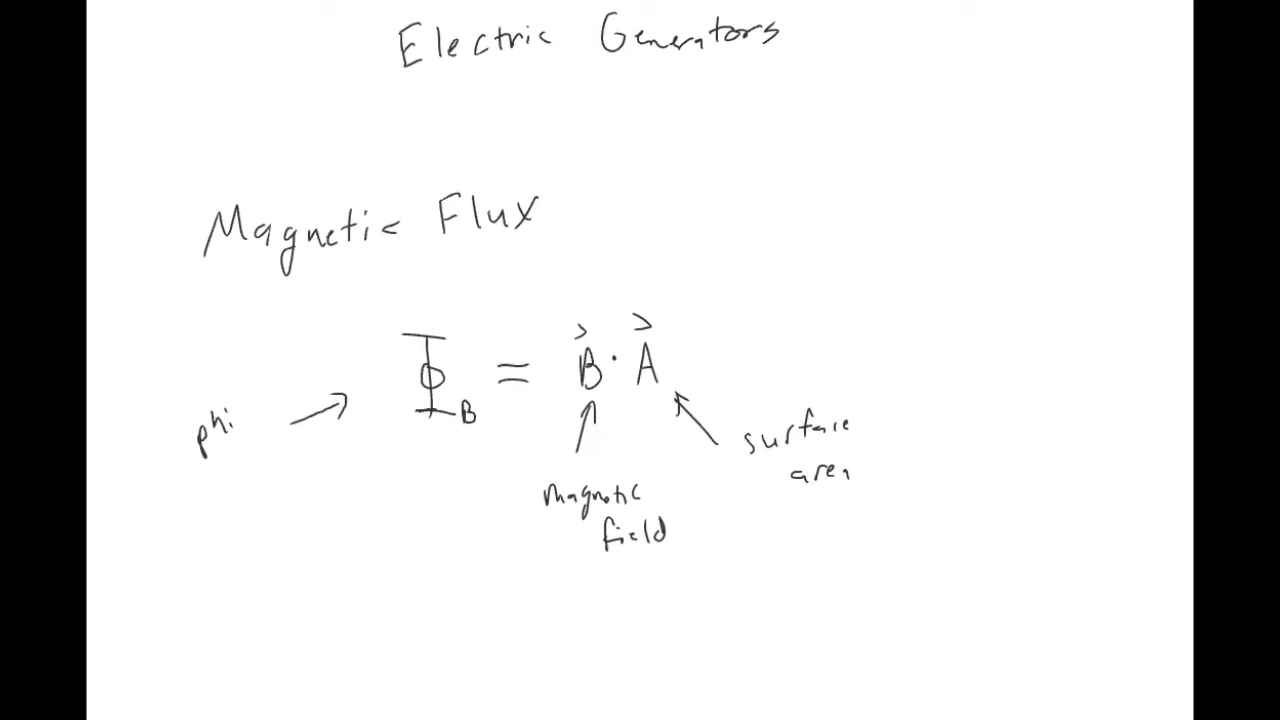 Electric Generators
Magnetic Flux
Φ_B = B⃗ · A⃗
phi
surface
area
magnetic
field